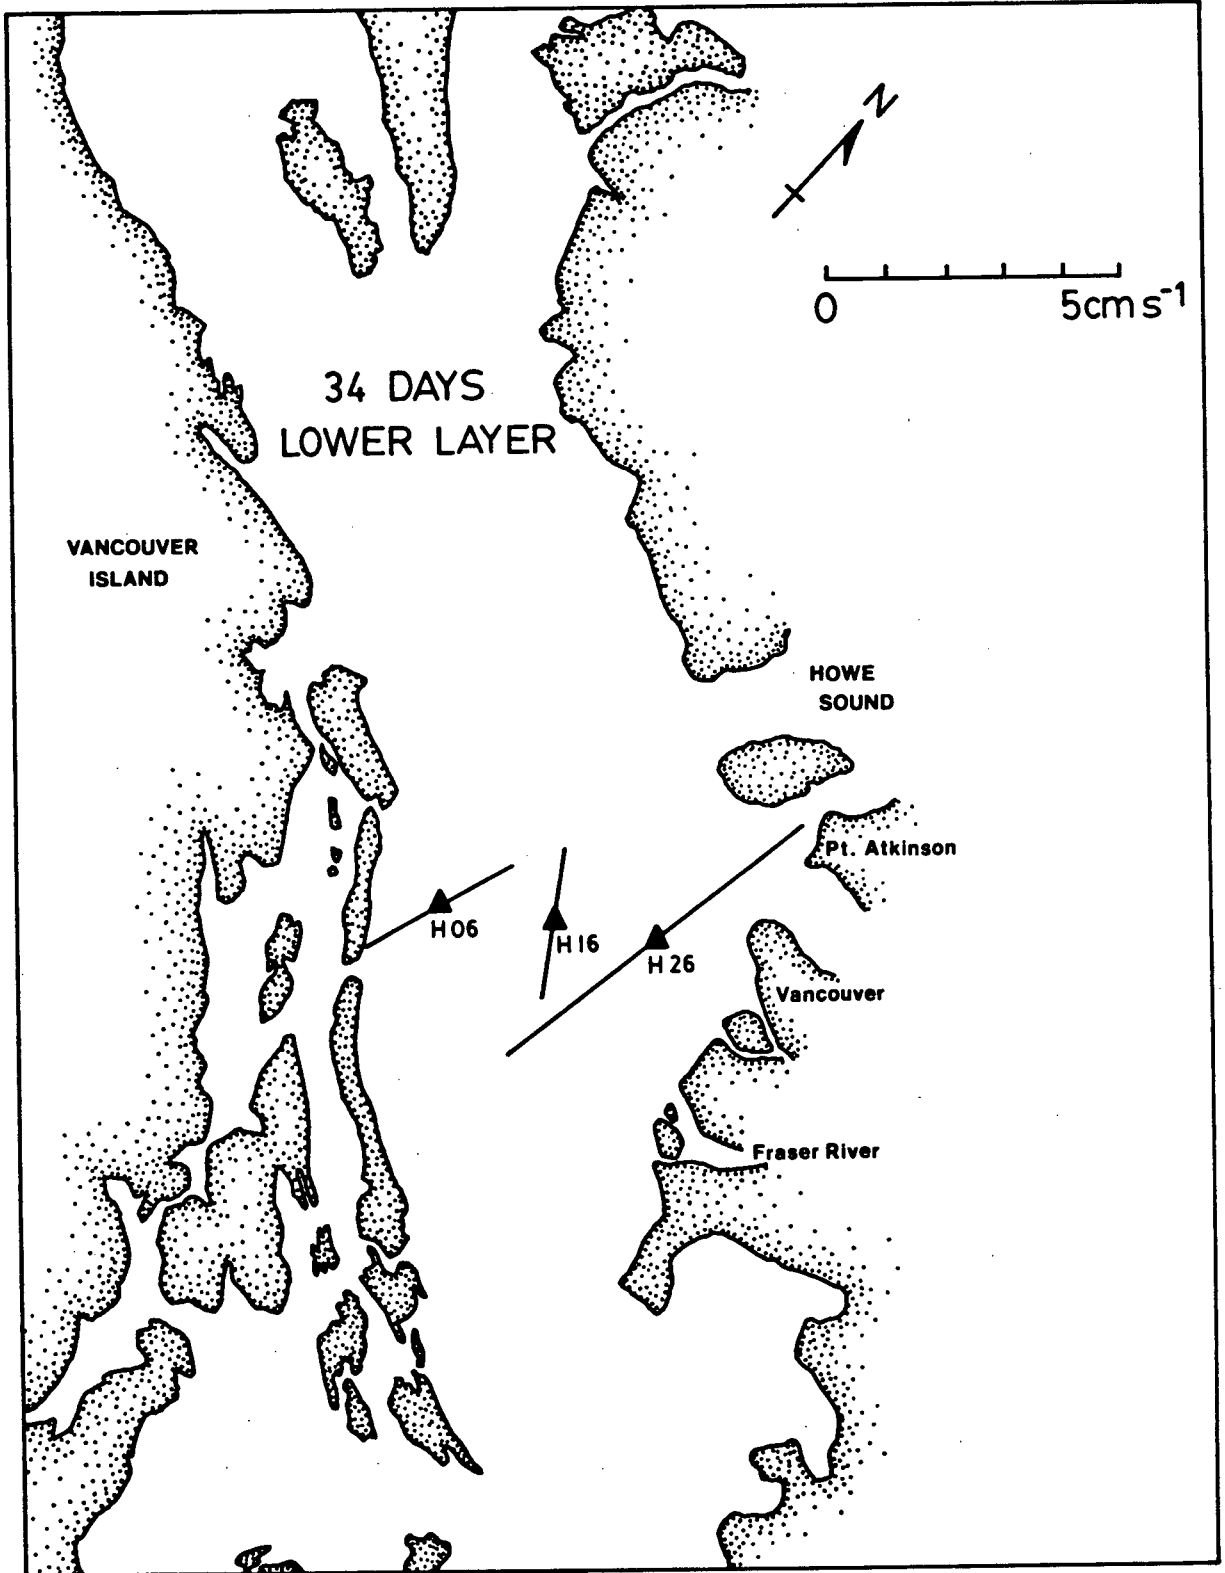 N
0 5cm s⁻¹
34 DAYS
LOWER LAYER
VANCOUVER
ISLAND
HOWE
SOUND
Pt. Atkinson
H06
H16
H26
Vancouver
Fraser River